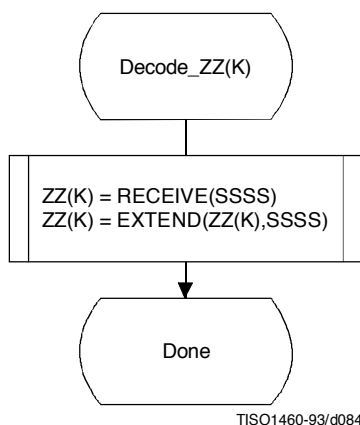 Decode_ZZ(K)
ZZ(K) = RECEIVE(SSSS)
ZZ(K) = EXTEND(ZZ(K),SSSS)
Done
TISO1460-93/d084